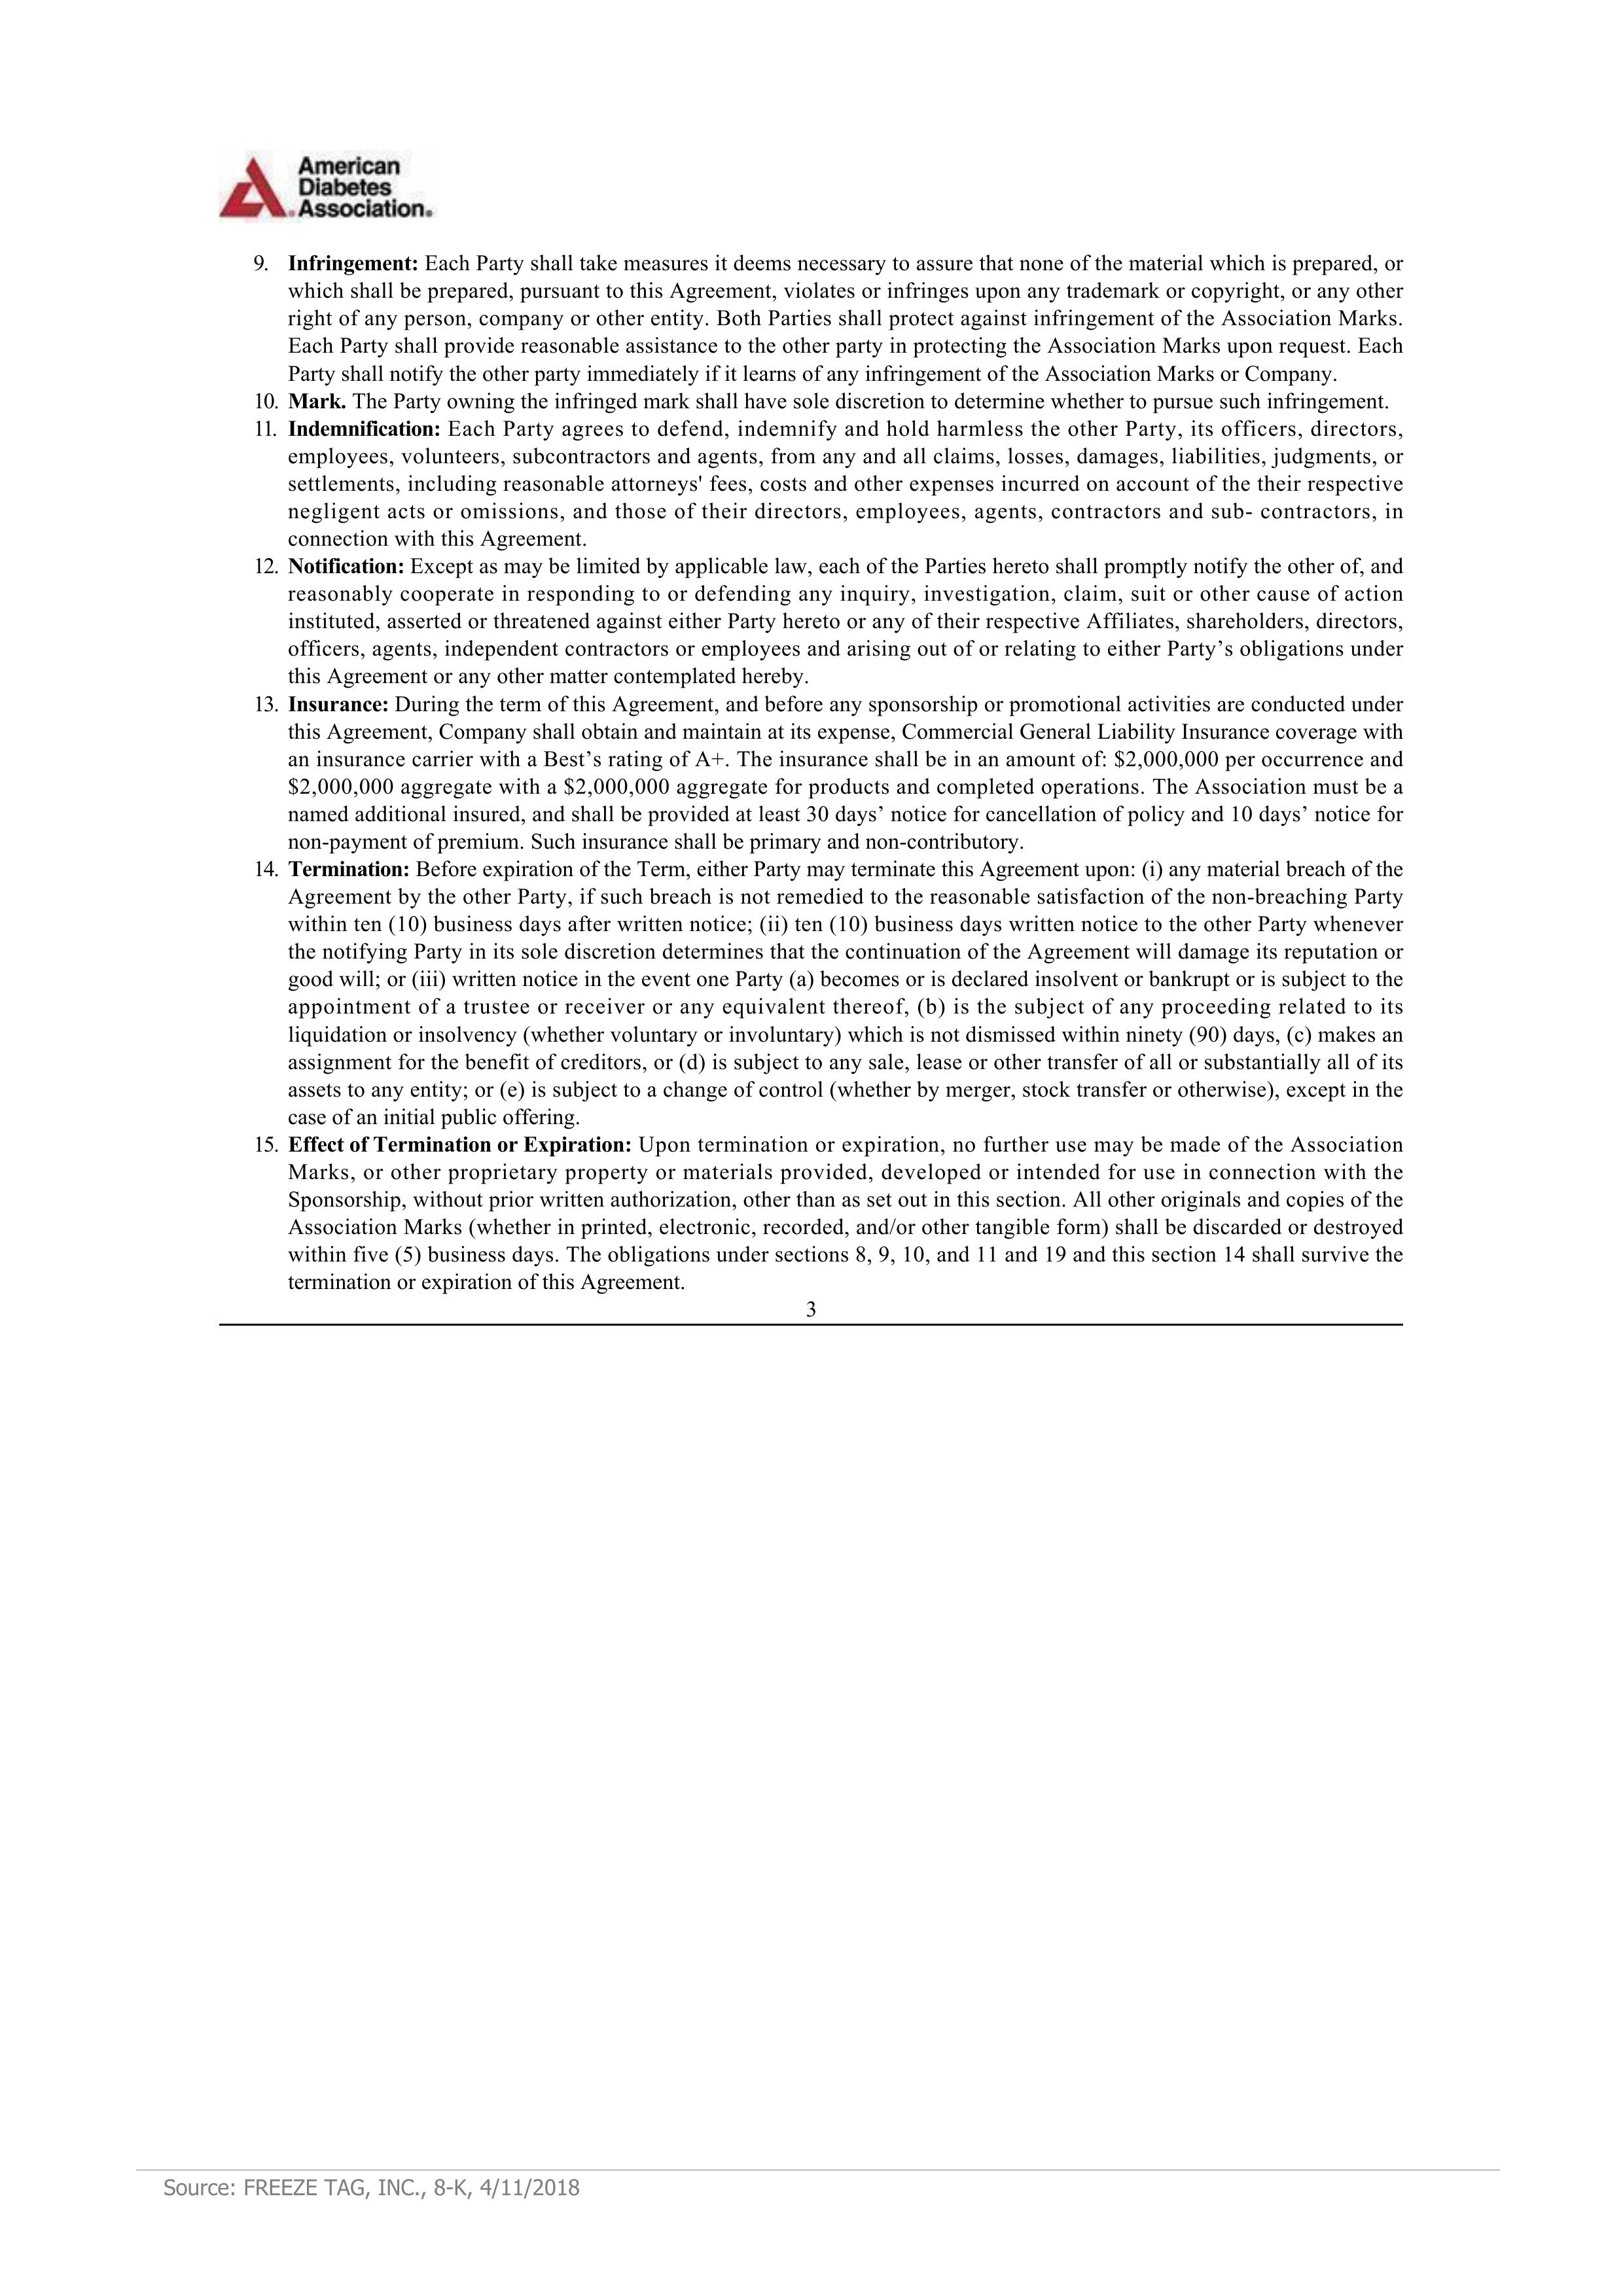 American
Diabetes
Association.
9. Infringement: Each Party shall take measures it deems necessary to assure that none of the material which is prepared, or
which shall be prepared, pursuant to this Agreement, violates or infringes upon any trademark or copyright, or any other
right of any person, company or other entity. Both Parties shall protect against infringement of the Association Marks.
Each Party shall provide reasonable assistance to the other party in protecting the Association Marks upon request. Each
Party shall notify the other party immediately if it learns of any infringement of the Association Marks or Company.
10. Mark. The Party owning the infringed mark shall have sole discretion to determine whether to pursue such infringement.
11. Indemnification: Each Party agrees to defend, indemnify and hold harmless the other Party, its officers, directors,
employees, volunteers, subcontractors and agents, from any and all claims, losses, damages, liabilities, judgments, or
settlements, including reasonable attorneys' fees, costs and other expenses incurred on account of the their respective
negligent acts or omissions, and those of their directors, employees, agents, contractors and sub- contractors, in
connection with this Agreement.
12. Notification: Except as may be limited by applicable law, each of the Parties hereto shall promptly notify the other of, and
reasonably cooperate in responding to or defending any inquiry, investigation, claim, suit or other cause of action
instituted, asserted or threatened against either Party hereto or any of their respective Affiliates, shareholders, directors,
officers, agents, independent contractors or employees and arising out of or relating to either Party’s obligations under
this Agreement or any other matter contemplated hereby.
13. Insurance: During the term of this Agreement, and before any sponsorship or promotional activities are conducted under
this Agreement, Company shall obtain and maintain at its expense, Commercial General Liability Insurance coverage with
an insurance carrier with a Best’s rating of A+. The insurance shall be in an amount of: $2,000,000 per occurrence and
$2,000,000 aggregate with a $2,000,000 aggregate for products and completed operations. The Association must be a
named additional insured, and shall be provided at least 30 days’ notice for cancellation of policy and 10 days’ notice for
non-payment of premium. Such insurance shall be primary and non-contributory.
14. Termination: Before expiration of the Term, either Party may terminate this Agreement upon: (i) any material breach of the
Agreement by the other Party, if such breach is not remedied to the reasonable satisfaction of the non-breaching Party
within ten (10) business days after written notice; (ii) ten (10) business days written notice to the other Party whenever
the notifying Party in its sole discretion determines that the continuation of the Agreement will damage its reputation or
good will; or (iii) written notice in the event one Party (a) becomes or is declared insolvent or bankrupt or is subject to the
appointment of a trustee or receiver or any equivalent thereof, (b) is the subject of any proceeding related to its
liquidation or insolvency (whether voluntary or involuntary) which is not dismissed within ninety (90) days, (c) makes an
assignment for the benefit of creditors, or (d) is subject to any sale, lease or other transfer of all or substantially all of its
assets to any entity; or (e) is subject to a change of control (whether by merger, stock transfer or otherwise), except in the
case of an initial public offering.
15. Effect of Termination or Expiration: Upon termination or expiration, no further use may be made of the Association
Marks, or other proprietary property or materials provided, developed or intended for use in connection with the
Sponsorship, without prior written authorization, other than as set out in this section. All other originals and copies of the
Association Marks (whether in printed, electronic, recorded, and/or other tangible form) shall be discarded or destroyed
within five (5) business days. The obligations under sections 8, 9, 10, and 11 and 19 and this section 14 shall survive the
termination or expiration of this Agreement.
3
Source: FREEZE TAG, INC., 8-K, 4/11/2018